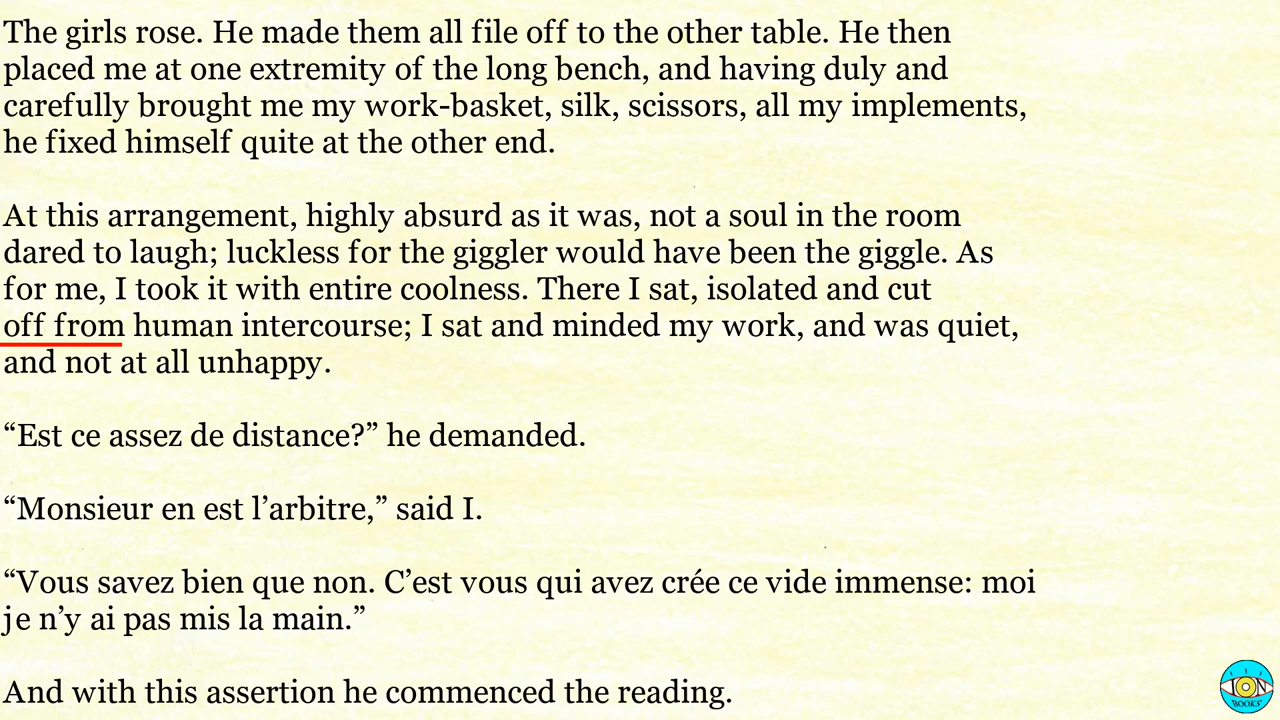 The girls rose. He made them all file off to the other table. He then
placed me at one extremity of the long bench, and having duly and
carefully brought me my work-basket, silk, scissors, all my implements,
he fixed himself quite at the other end.
At this arrangement, highly absurd as it was, not a soul in the room
dared to laugh; luckless for the giggler would have been the giggle. As
for me, I took it with entire coolness. There I sat, isolated and cut
off from human intercourse; I sat and minded my work, and was quiet,
and not at all unhappy.
“Est ce assez de distance?” he demanded.
“Monsieur en est l’arbitre,” said I.
“Vous savez bien que non. C’est vous qui avez crée ce vide immense: moi
je n’y ai pas mis la main.”
And with this assertion he commenced the reading.
ION
BOOKS